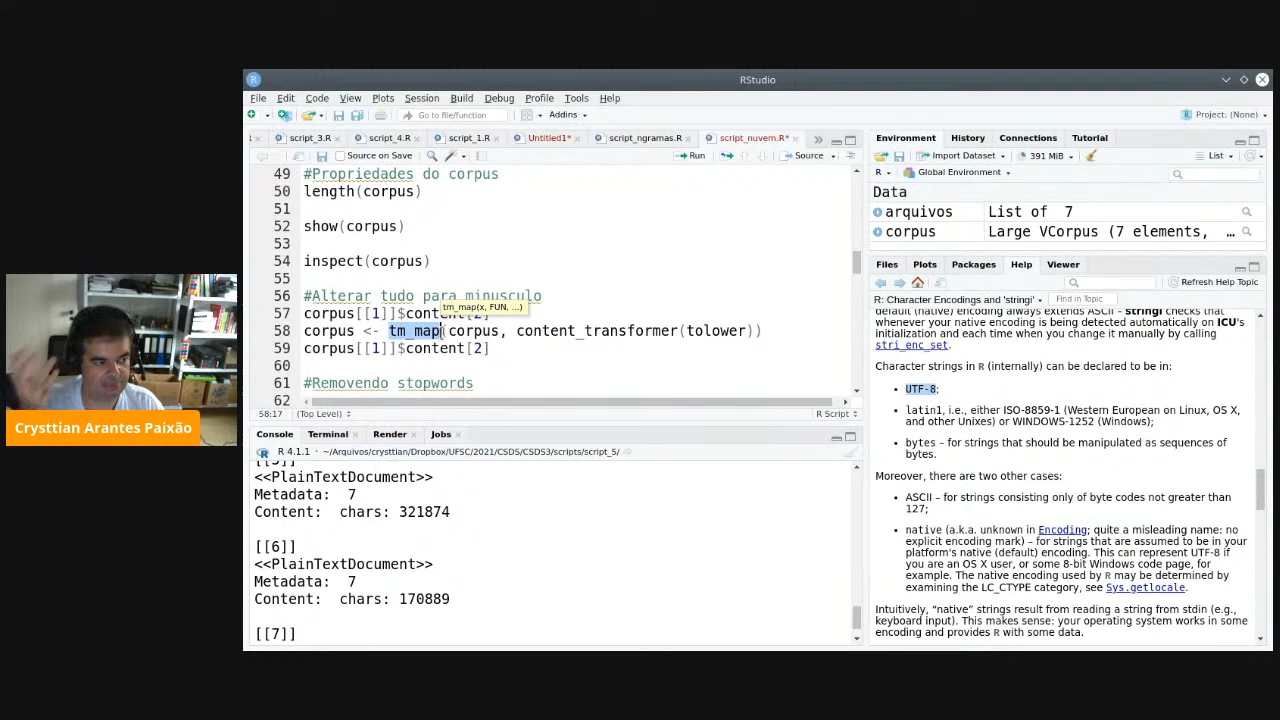 RStudio
File Edit Code View Plots Session Build Debug Profile Tools Help
Go to file/function
Addins
Project: (None)
script_3.R
script_4.R
script_1.R
Untitled1*
script_ngramas.R
script_nuvem.R*
Source on Save
Run
Source
49 #Propriedades do corpus
50 length(corpus)
51
52 show(corpus)
53
54 inspect(corpus)
55
56 #Alterar tudo para minusculo
tm_map(x, FUN, ...)
57 corpus[[1]]$content[2]
58 corpus <- tm_map(corpus, content_transformer(tolower))
59 corpus[[1]]$content[2]
60
61 #Removendo stopwords
62
58:17 (Top Level) R Script
Console Terminal Render Jobs
R 4.1.1 · ~/Arquivos/crysttian/Dropbox/UFSC/2021/CSDS/CSDS3/scripts/script_5/
[[5]]
<<PlainTextDocument>>
Metadata: 7
Content: chars: 321874
[[6]]
<<PlainTextDocument>>
Metadata: 7
Content: chars: 170889
[[7]]
Environment History Connections Tutorial
Import Dataset 391 MiB List
R Global Environment
Data
arquivos List of 7
corpus Large VCorpus (7 elements, …
Files Plots Packages Help Viewer
Refresh Help Topic
R: Character Encodings and 'stringi' Find in Topic
default (native) encoding always extends ASCII – stringi checks that
whenever your native encoding is being detected automatically on ICU's
initialization and each time when you change it manually by calling
stri_enc_set.
Character strings in R (internally) can be declared to be in:
• UTF-8;
• latin1, i.e., either ISO-8859-1 (Western European on Linux, OS X,
and other Unixes) or WINDOWS-1252 (Windows);
• bytes – for strings that should be manipulated as sequences of
bytes.
Moreover, there are two other cases:
• ASCII – for strings consisting only of byte codes not greater than
127;
• native (a.k.a. unknown in Encoding; quite a misleading name: no
explicit encoding mark) – for strings that are assumed to be in your
platform's native (default) encoding. This can represent UTF-8 if
you are an OS X user, or some 8-bit Windows code page, for
example. The native encoding used by R may be determined by
examining the LC_CTYPE category, see Sys.getlocale.
Intuitively, “native” strings result from reading a string from stdin (e.g.,
keyboard input). This makes sense: your operating system works in some
encoding and provides R with some data.
Crysttian Arantes Paixão